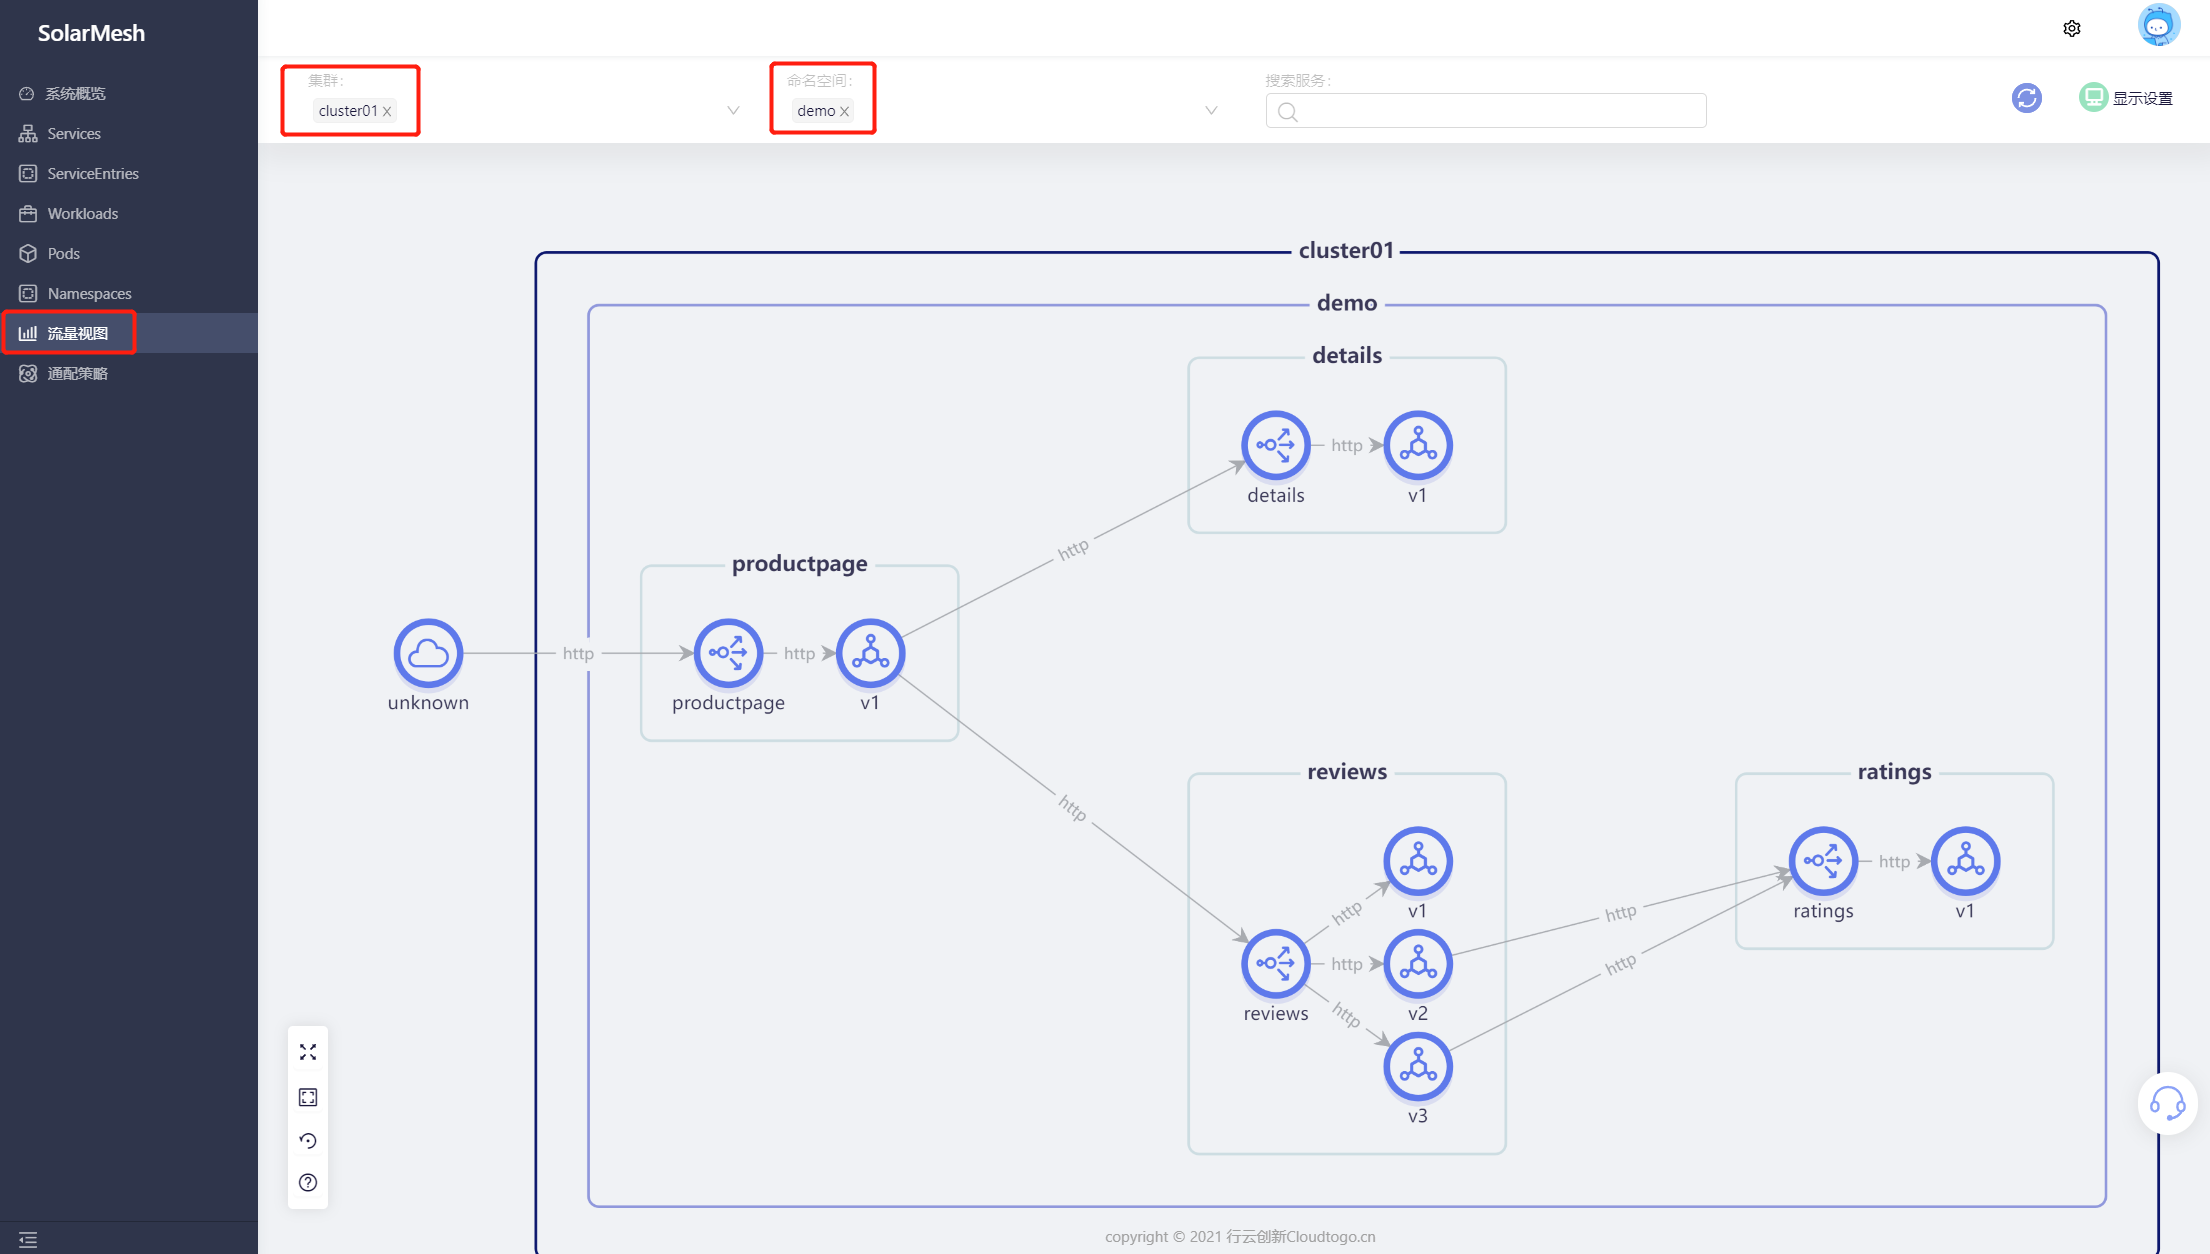 SolarMesh
系统概览
Services
ServiceEntries
Workloads
Pods
Namespaces
流量视图
通配策略
集群：
cluster01 X
命名空间：
demo X
搜索服务：
显示设置
cluster01
demo
details
http
details
v1
http
productpage
http
http
unknown
productpage
v1
http
reviews
ratings
http
v1
http
ratings
v1
http
http
http
reviews
v2
http
http
v3
copyright © 2021 行云创新Cloudtogo.cn